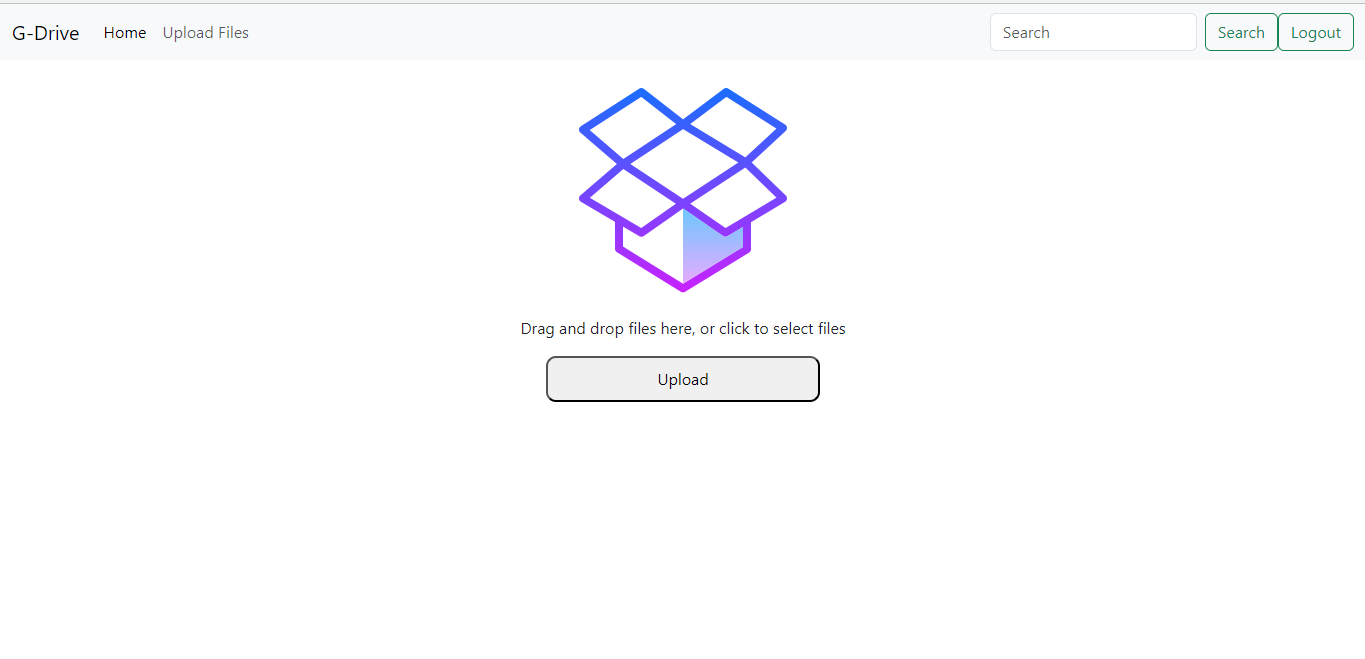 G-Drive Home Upload Files Search Search Logout
Drag and drop files here, or click to select files
Upload